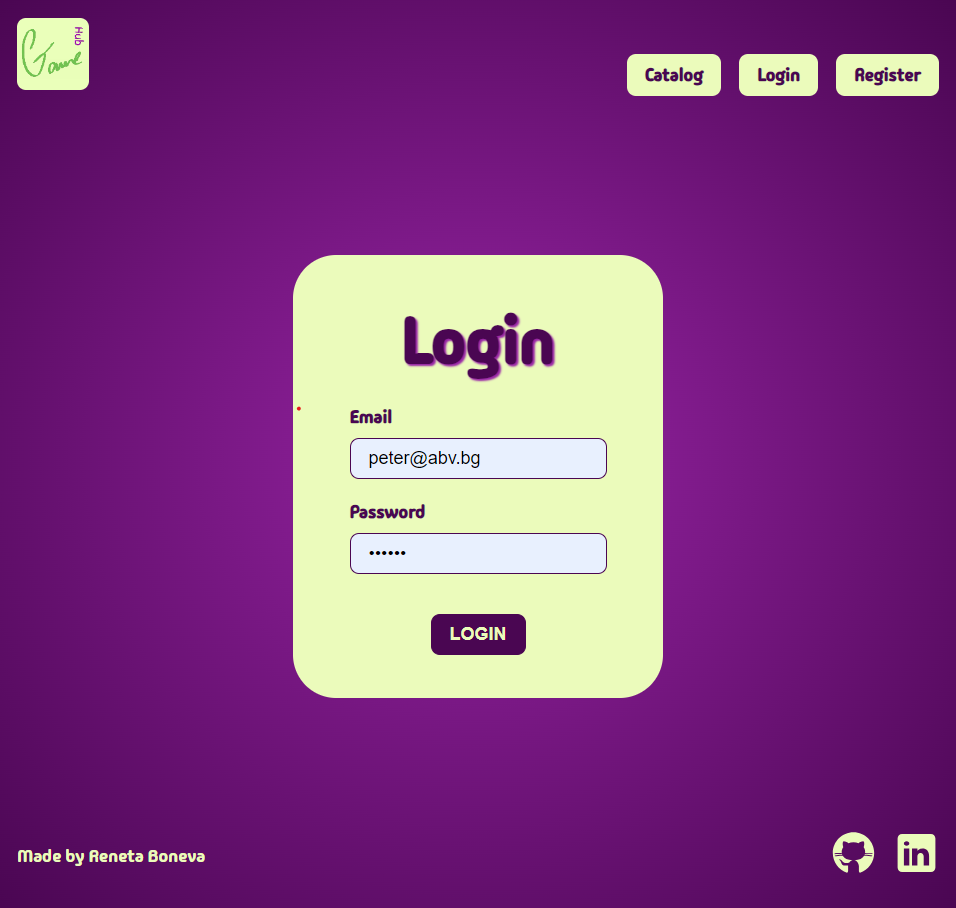 Game
Hub
Catalog
Login
Register
Login
Email
peter@abv.bg
Password
••••••
LOGIN
Made by Reneta Boneva
in